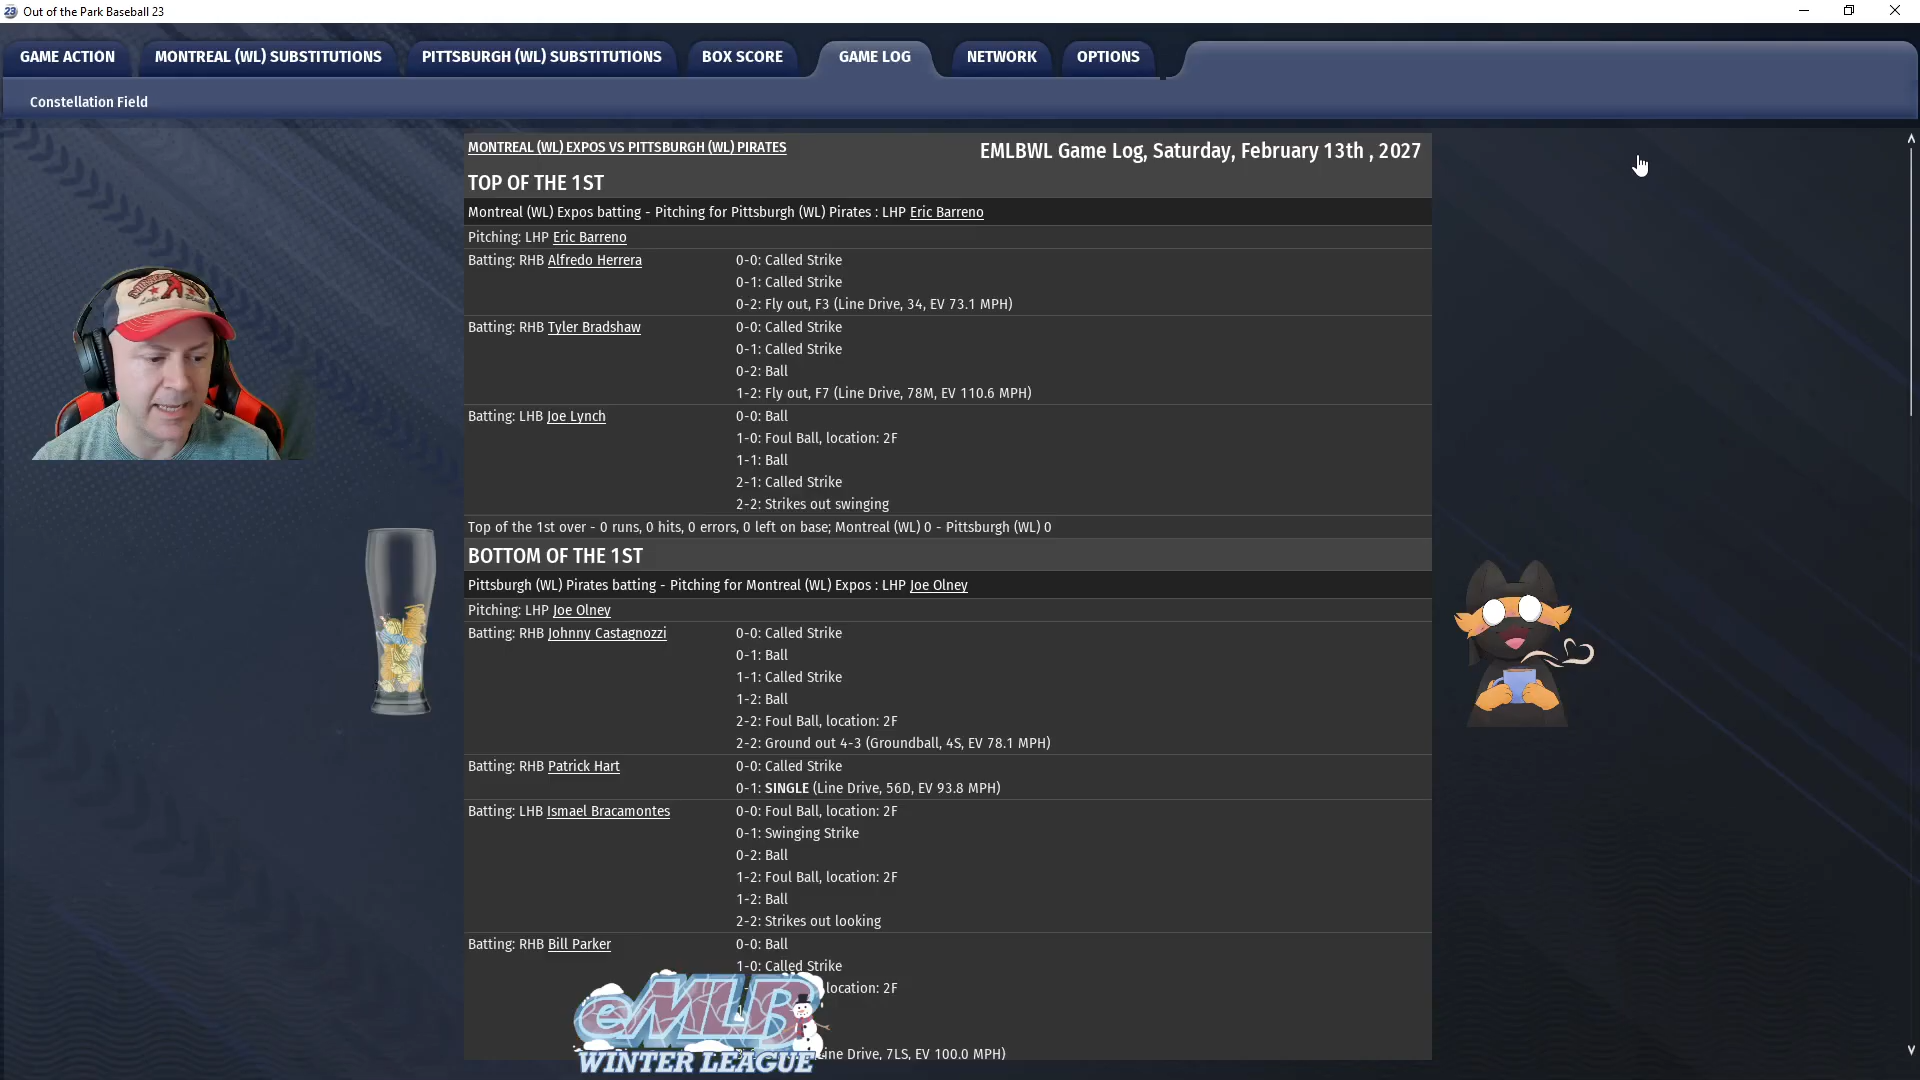 Out of the Park Baseball 23
GAME ACTION
MONTREAL (WL) SUBSTITUTIONS
PITTSBURGH (WL) SUBSTITUTIONS
BOX SCORE
GAME LOG
NETWORK
OPTIONS
Constellation Field
MONTREAL (WL) EXPOS VS PITTSBURGH (WL) PIRATES
EMLBWL Game Log, Saturday, February 13th , 2027
TOP OF THE 1ST
Montreal (WL) Expos batting - Pitching for Pittsburgh (WL) Pirates : LHP Eric Barreno
Pitching: LHP Eric Barreno
Batting: RHB Alfredo Herrera
0-0: Called Strike
0-1: Called Strike
0-2: Fly out, F3 (Line Drive, 34, EV 73.1 MPH)
Batting: RHB Tyler Bradshaw
0-0: Called Strike
0-1: Called Strike
0-2: Ball
1-2: Fly out, F7 (Line Drive, 78M, EV 110.6 MPH)
Batting: LHB Joe Lynch
0-0: Ball
1-0: Foul Ball, location: 2F
1-1: Ball
2-1: Called Strike
2-2: Strikes out swinging
Top of the 1st over - 0 runs, 0 hits, 0 errors, 0 left on base; Montreal (WL) 0 - Pittsburgh (WL) 0
BOTTOM OF THE 1ST
Pittsburgh (WL) Pirates batting - Pitching for Montreal (WL) Expos : LHP Joe Olney
Pitching: LHP Joe Olney
Batting: RHB Johnny Castagnozzi
0-0: Called Strike
0-1: Ball
1-1: Called Strike
1-2: Ball
2-2: Foul Ball, location: 2F
2-2: Ground out 4-3 (Groundball, 4S, EV 78.1 MPH)
Batting: RHB Patrick Hart
0-0: Called Strike
0-1: SINGLE (Line Drive, 56D, EV 93.8 MPH)
Batting: LHB Ismael Bracamontes
0-0: Foul Ball, location: 2F
0-1: Swinging Strike
0-2: Ball
1-2: Foul Ball, location: 2F
1-2: Ball
2-2: Strikes out looking
Batting: RHB Bill Parker
0-0: Ball
1-0: Called Strike
location: 2F
Drive, 7LS, EV 100.0 MPH)
eMLB
WINTER LEAGUE